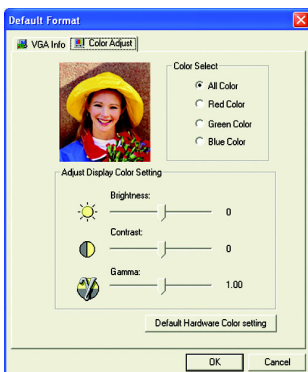 Default Format
VGA Info
Color Adjust
Color Select
All Color
Red Color
Green Color
Blue Color
Adjust Display Color Setting
Brightness:
0
Contrast:
0
Gamma:
1.00
Default Hardware Color setting
OK
Cancel